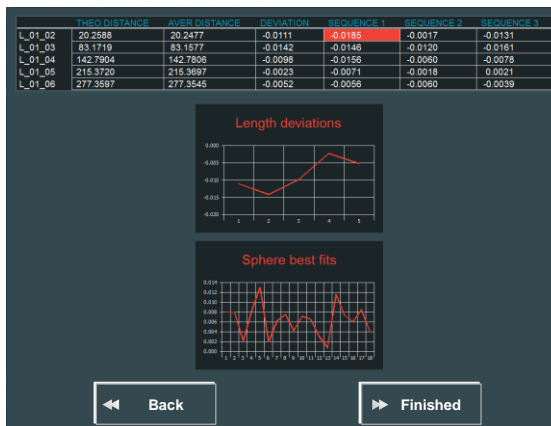 THEO DISTANCE AVER DISTANCE DEVIATION SEQUENCE 1 SEQUENCE 2 SEQUENCE 3
L_01_02 20.2588 20.2477 -0.0111 -0.0185 -0.0017 -0.0131
L_01_03 83.1719 83.1577 -0.0142 -0.0146 -0.0120 -0.0161
L_01_04 142.7904 142.7806 -0.0098 -0.0156 -0.0060 -0.0078
L_01_05 215.3720 215.3697 -0.0023 -0.0071 -0.0018 0.0021
L_01_06 277.3597 277.3545 -0.0052 -0.0056 -0.0060 -0.0039
Length deviations
0.000
-0.005
-0.010
-0.015
-0.020
1 2 3 4 5
Sphere best fits
0.014
0.012
0.010
0.008
0.006
0.004
0.002
0.000
1 2 3 4 5 6 7 8 9 10 11 12 13 14 15 16 17 18
Back
Finished